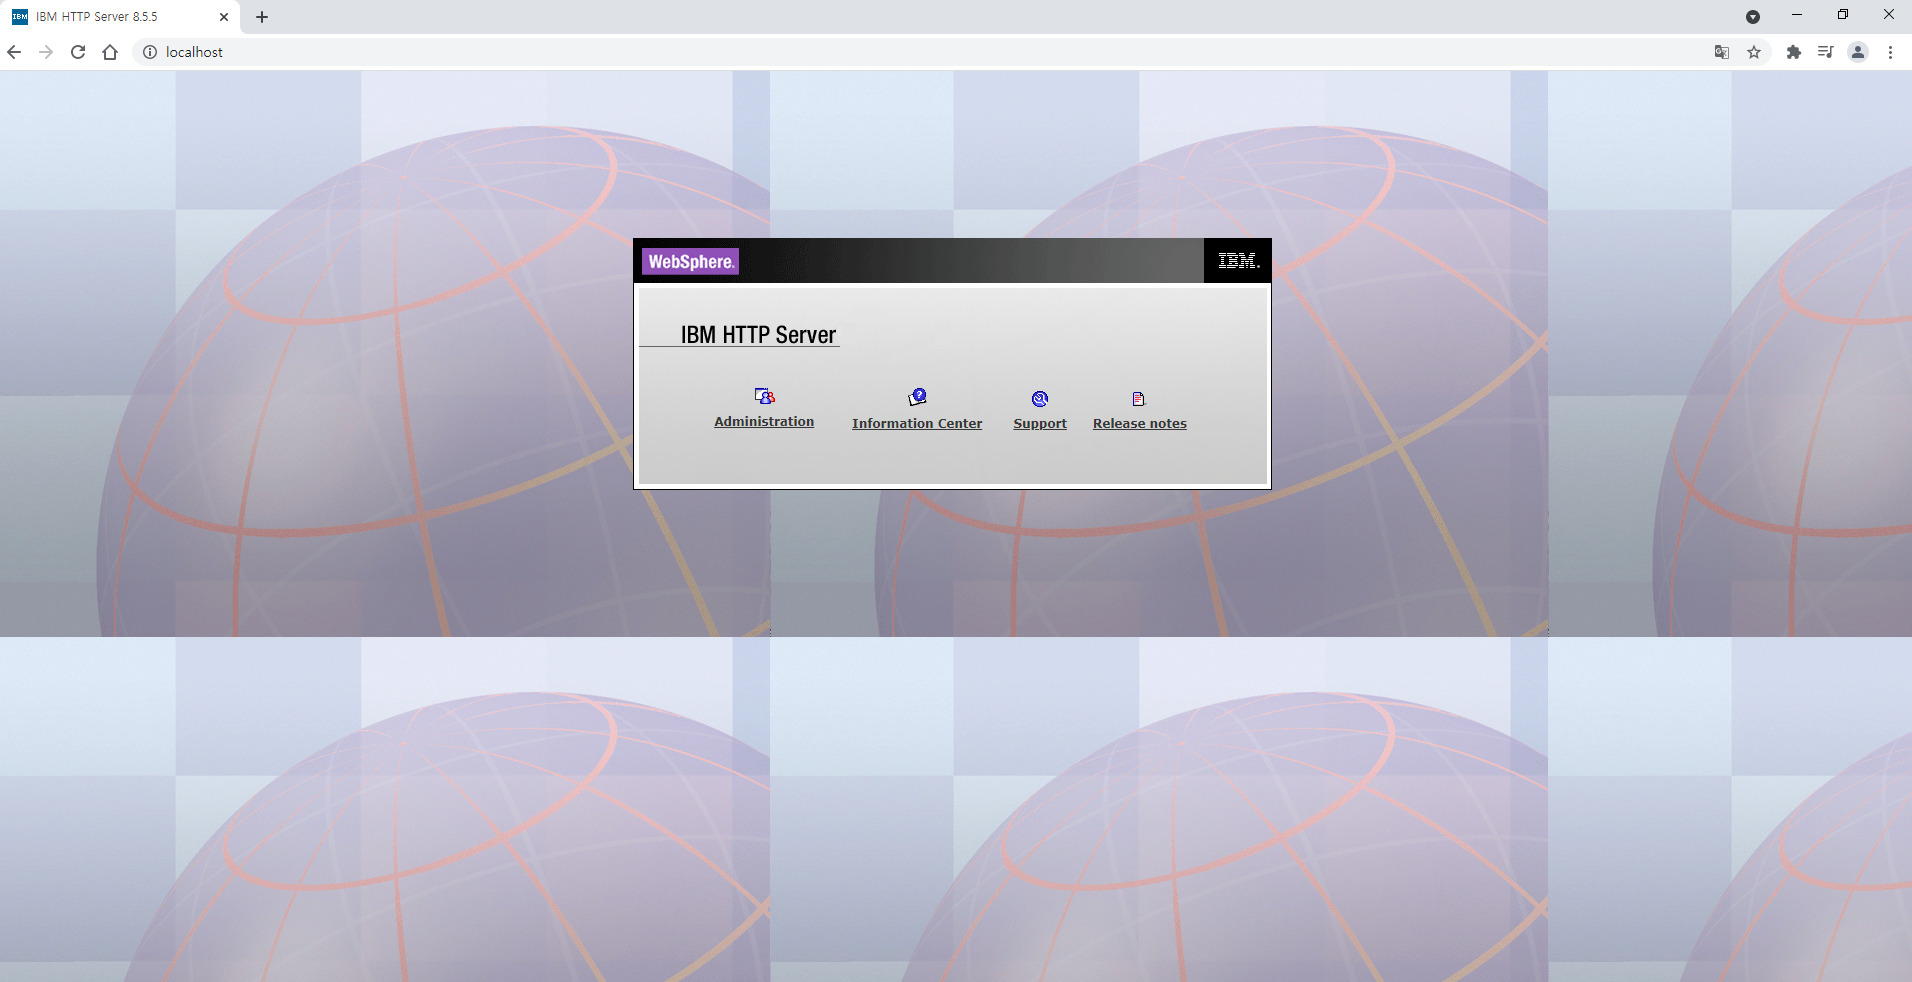 IBM HTTP Server 8.5.5
localhost
WebSphere.
IBM.
IBM HTTP Server
Administration
Information Center
Support
Release notes